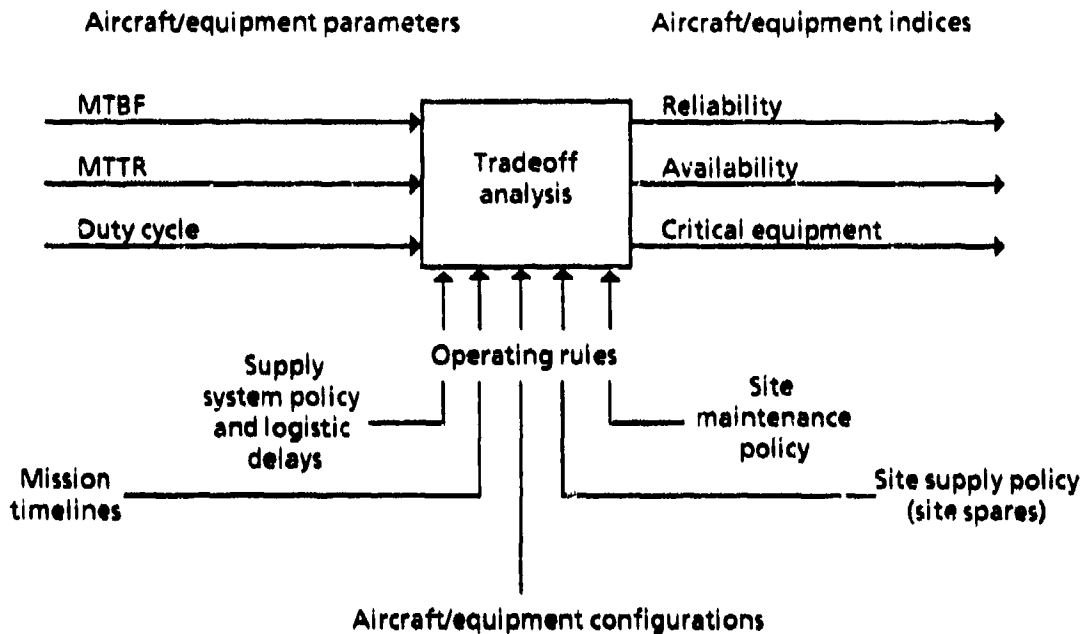 Aircraft/equipment parameters
Aircraft/equipment indices
MTBF
MTTR
Duty cycle
Tradeoff
analysis
Reliability
Availability
Critical equipment
Operating rules
Supply
system policy
and logistic
delays
Site
maintenance
policy
Mission
timelines
Site supply policy
(site spares)
Aircraft/equipment configurations